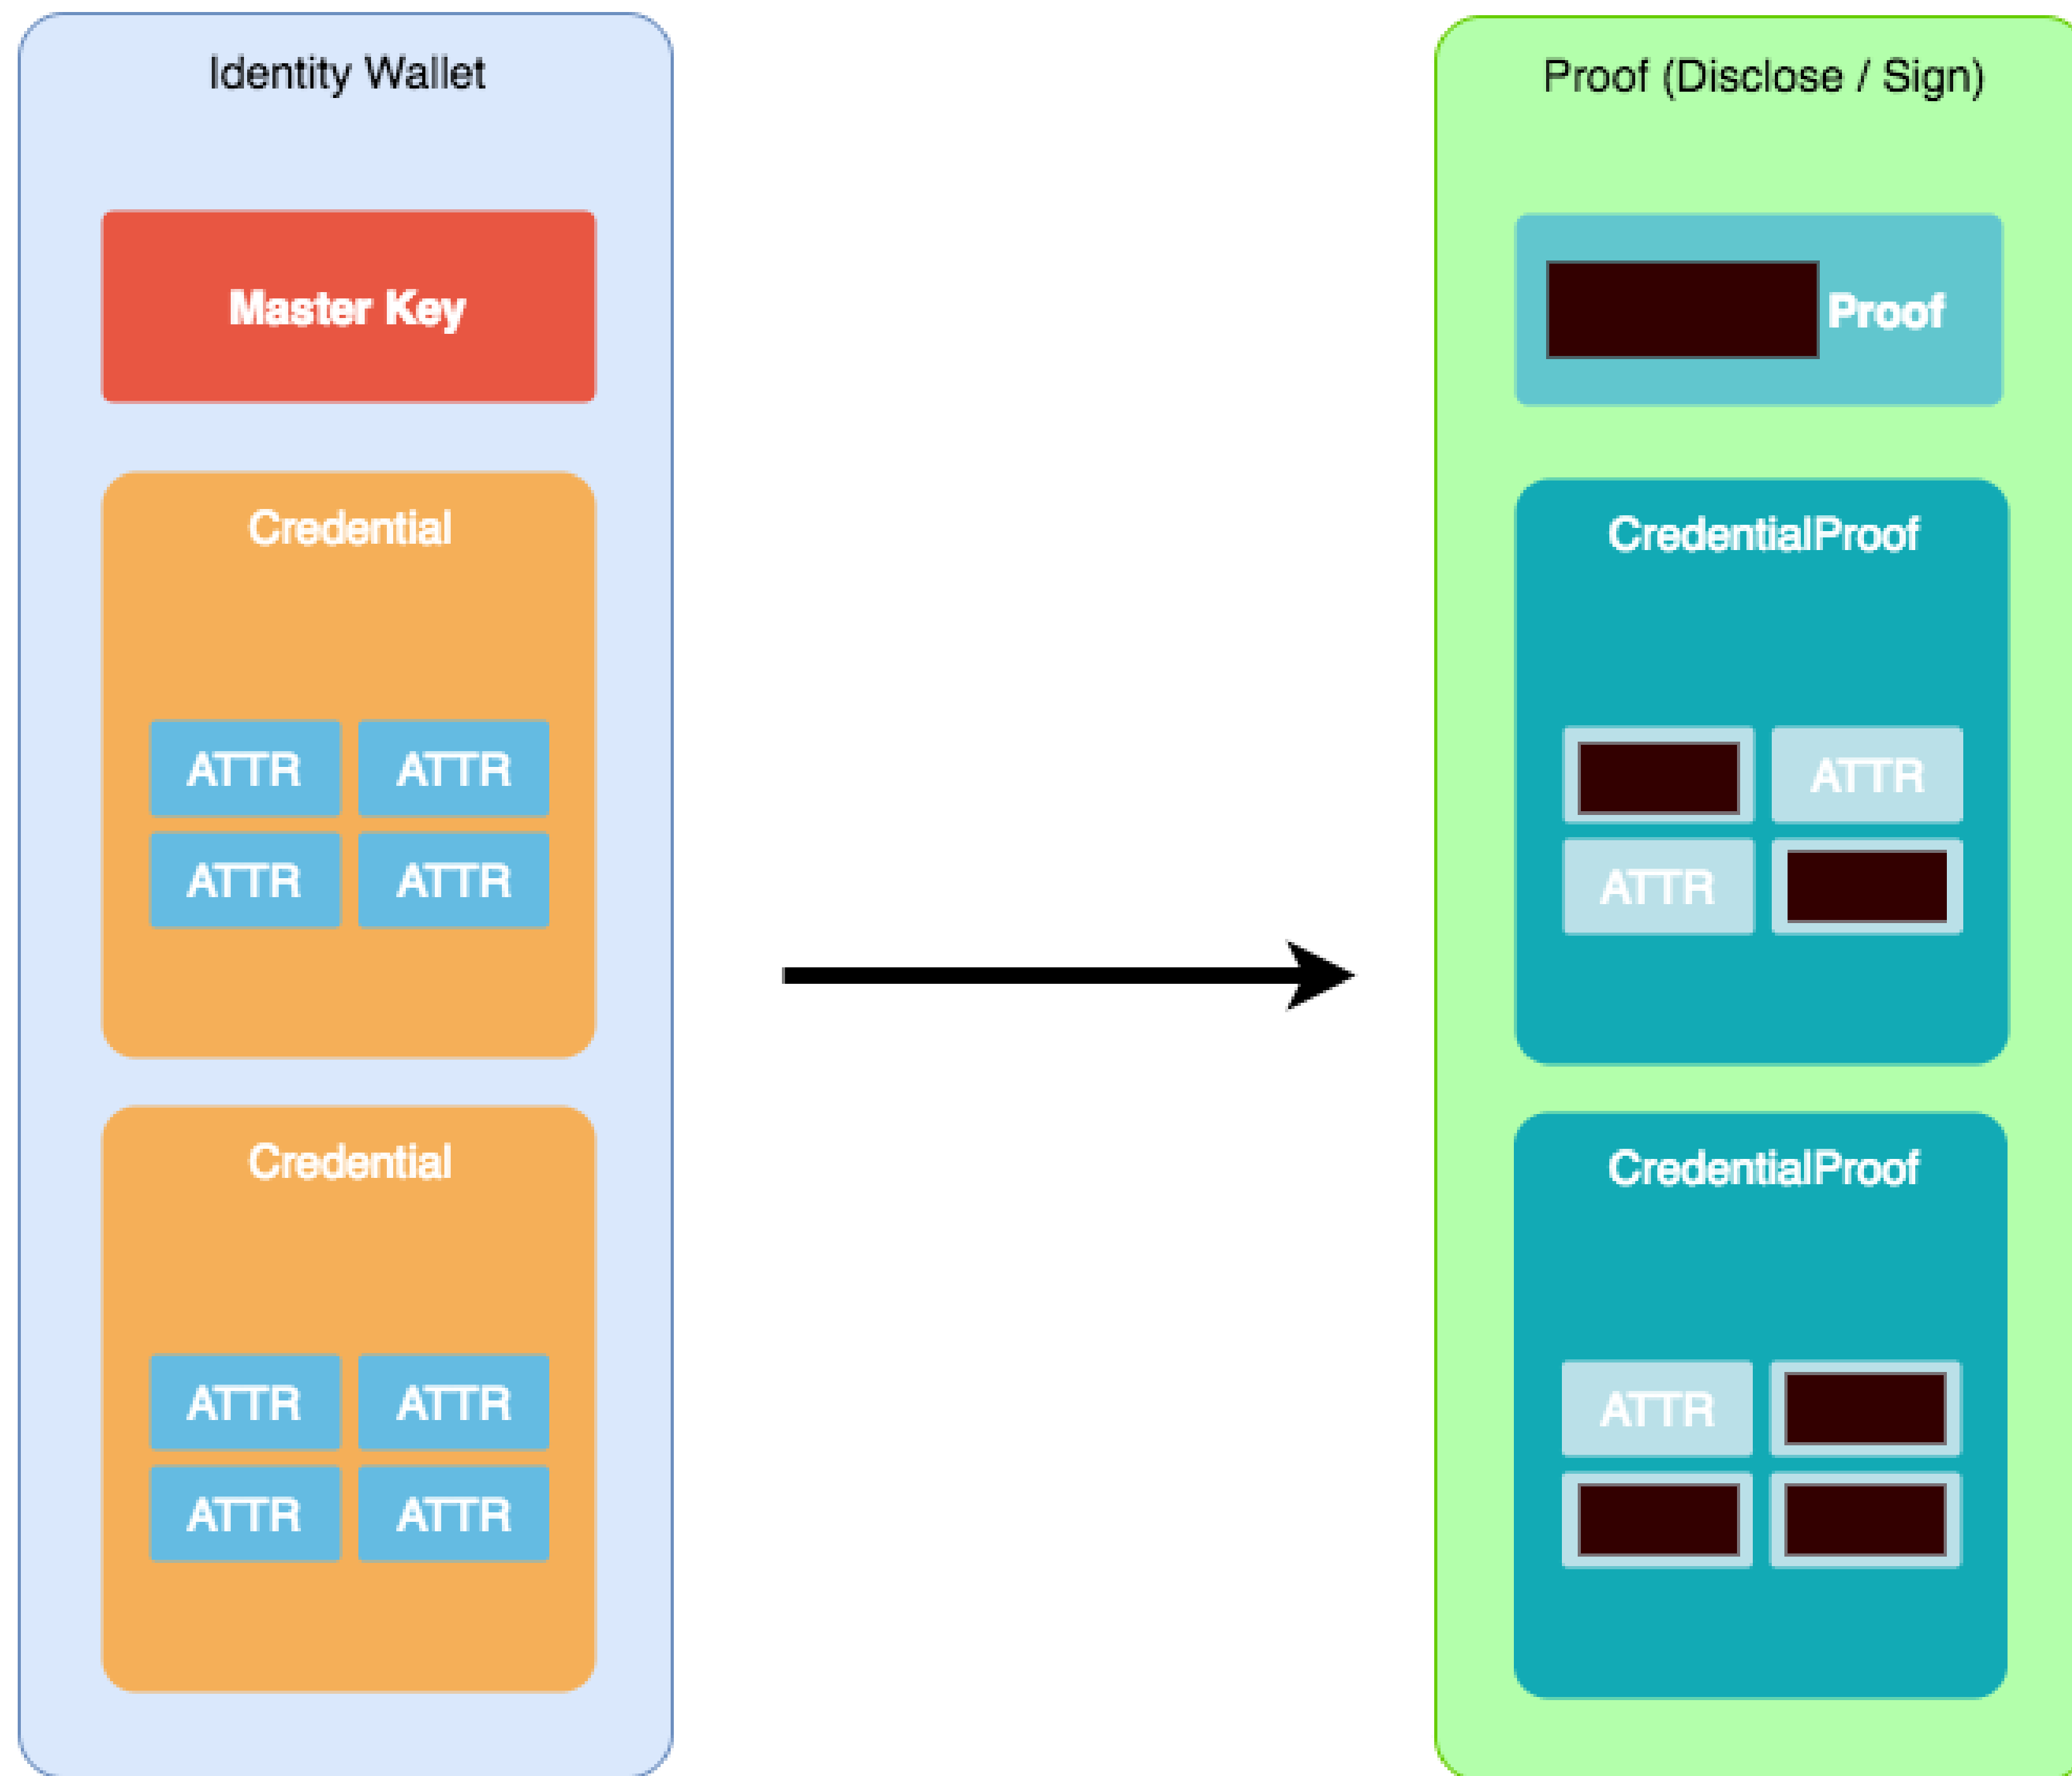 Identity Wallet
Master Key
Credential
ATTR ATTR
ATTR ATTR
Credential
ATTR ATTR
ATTR ATTR
Proof (Disclose / Sign)
Proof
CredentialProof
ATTR
ATTR
CredentialProof
ATTR